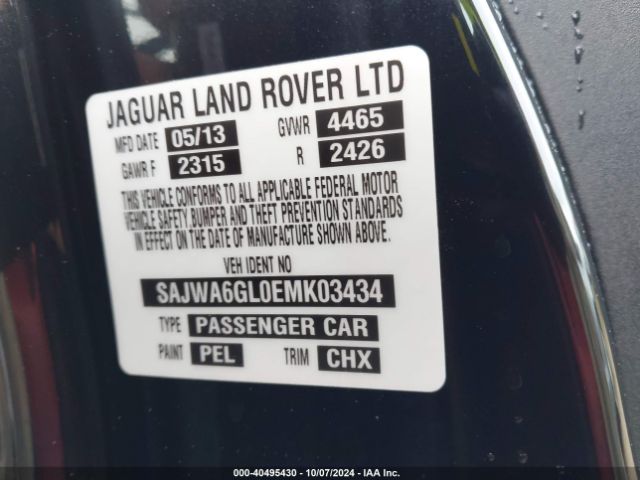 JAGUAR LAND ROVER LTD
MFD DATE 05/13 GVWR 4465
GAWR F 2315 R 2426
THIS VEHICLE CONFORMS TO ALL APPLICABLE FEDERAL MOTOR
VEHICLE SAFETY, BUMPER AND THEFT PREVENTION STANDARDS
IN EFFECT ON THE DATE OF MANUFACTURE SHOWN ABOVE.
VEH IDENT NO
SAJWA6GL0EMK03434
TYPE PASSENGER CAR
PAINT PEL TRIM CHX
000-40495430 - 10/07/2024 - IAA Inc.